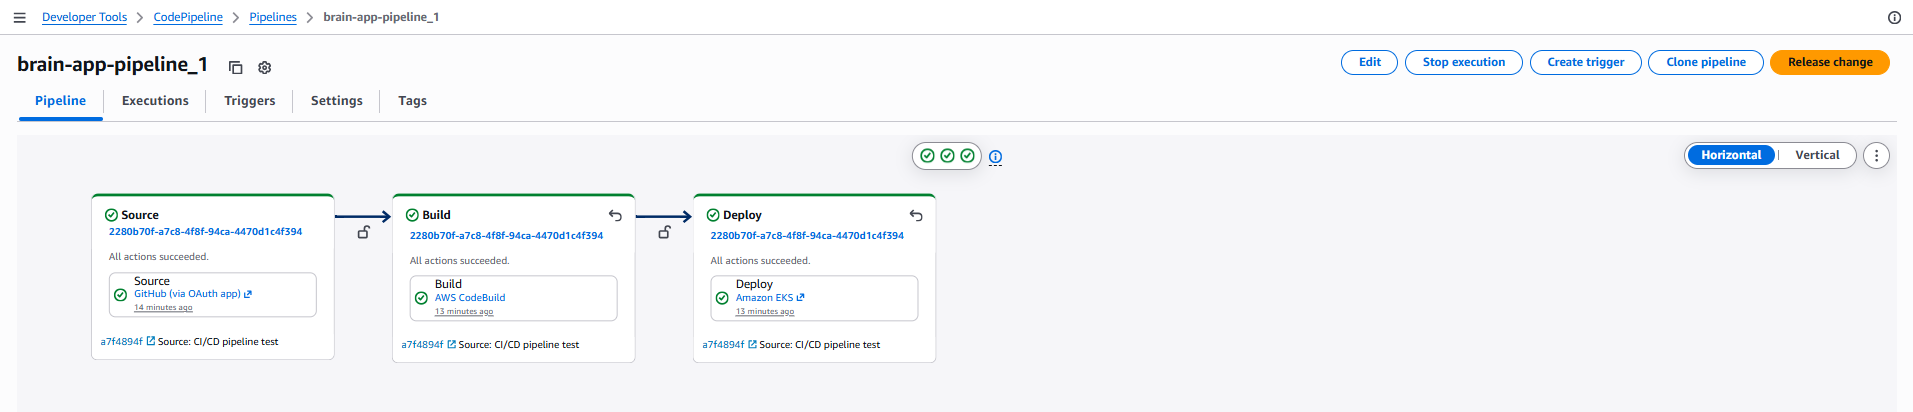 Developer Tools > CodePipeline > Pipelines > brain-app-pipeline_1
brain-app-pipeline_1
Edit
Stop execution
Create trigger
Clone pipeline
Release change
Pipeline
Executions
Triggers
Settings
Tags
Horizontal
Vertical
Source
2280b70f-a7c8-4f8f-94ca-4470d1c4f394
All actions succeeded.
Source
GitHub (via OAuth app)
14 minutes ago
a7f4894f Source: CI/CD pipeline test
Build
2280b70f-a7c8-4f8f-94ca-4470d1c4f394
All actions succeeded.
Build
AWS CodeBuild
13 minutes ago
a7f4894f Source: CI/CD pipeline test
Deploy
2280b70f-a7c8-4f8f-94ca-4470d1c4f394
All actions succeeded.
Deploy
Amazon EKS
13 minutes ago
a7f4894f Source: CI/CD pipeline test